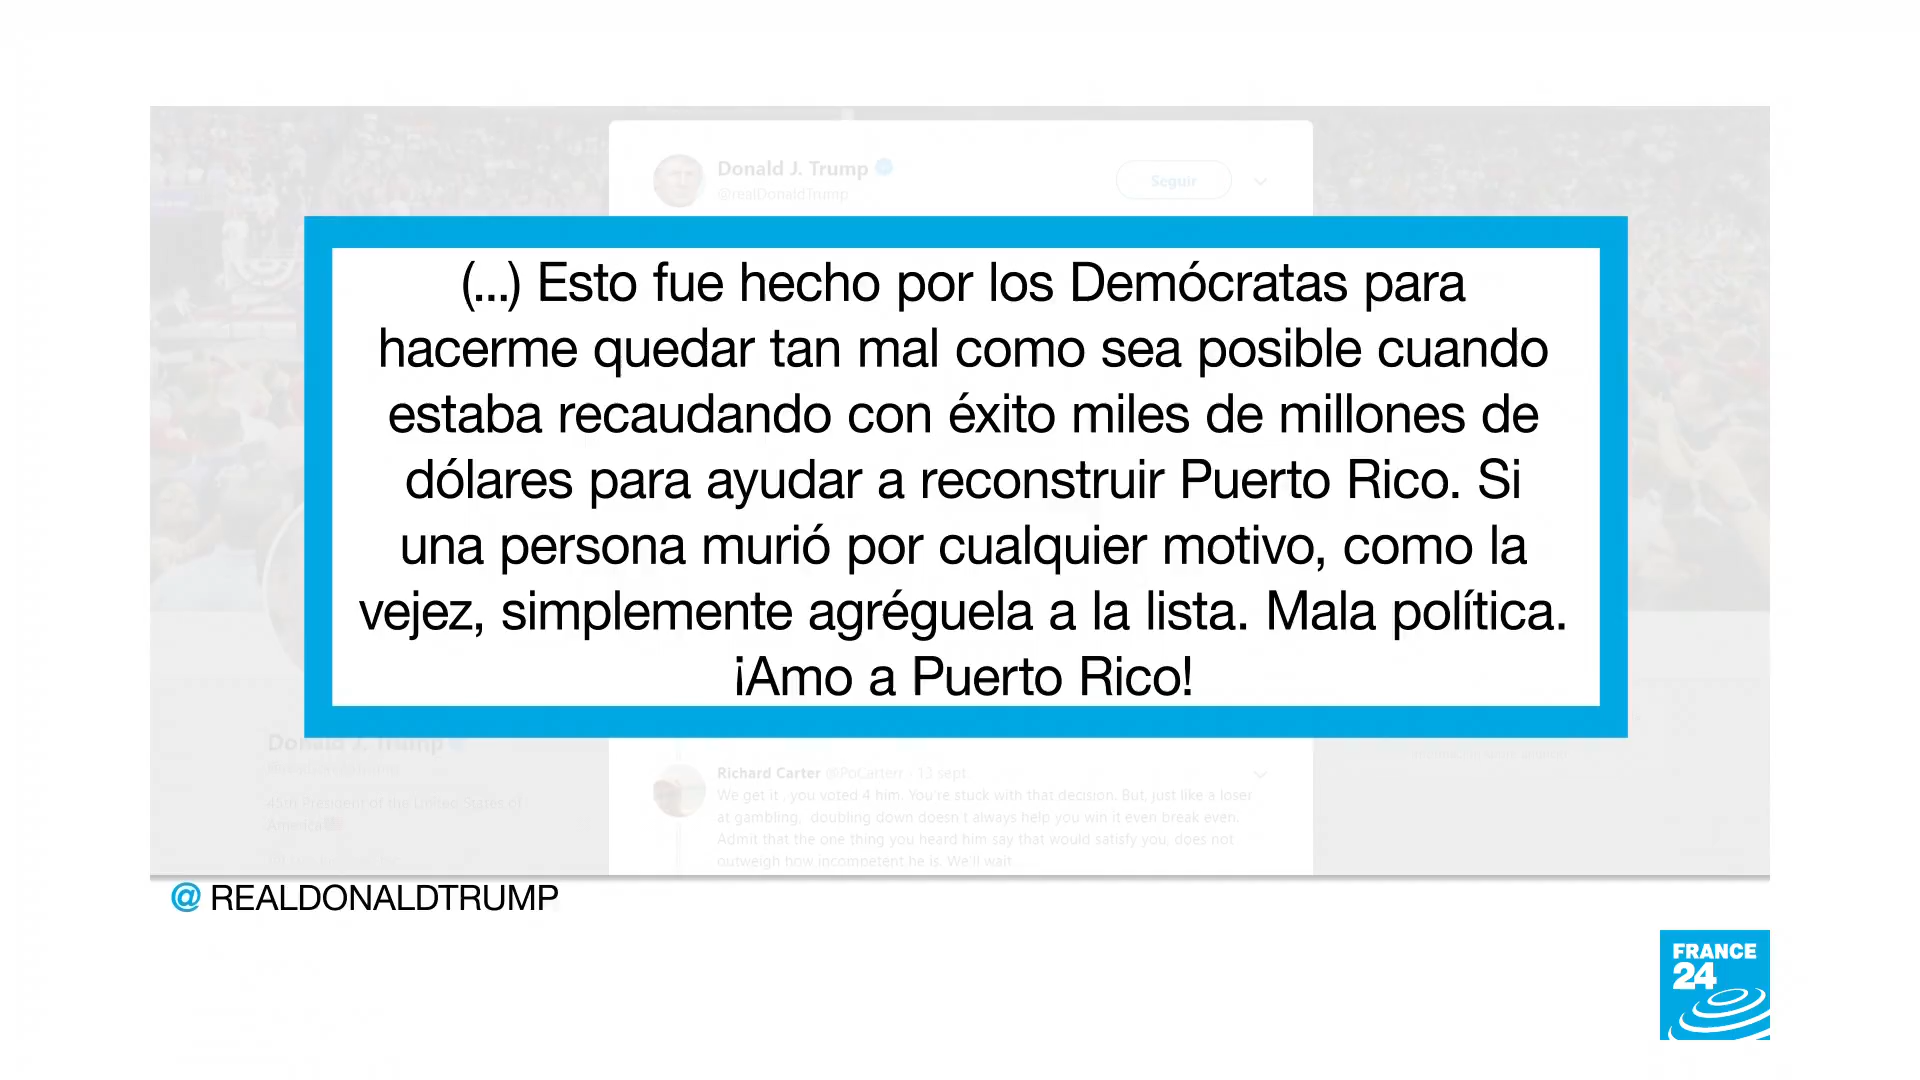 Donald J. Trump
@realDonaldTrump
Seguir
(...) Esto fue hecho por los Demócratas para
hacerme quedar tan mal como sea posible cuando
estaba recaudando con éxito miles de millones de
dólares para ayudar a reconstruir Puerto Rico. Si
una persona murió por cualquier motivo, como la
vejez, simplemente agréguela a la lista. Mala política.
¡Amo a Puerto Rico!
Donald J. Trump
45th President of the United States of
America
Richard Carter @PoCarterr · 13 sept.
We get it , you voted 4 him. You're stuck with that decision. But, just like a loser
at gambling, doubling down doesn t always help you win it even break even.
Admit that the one thing you heard him say that would satisfy you, does not
outweigh how incompetent he is. We'll wait
@ REALDONALDTRUMP
FRANCE
24